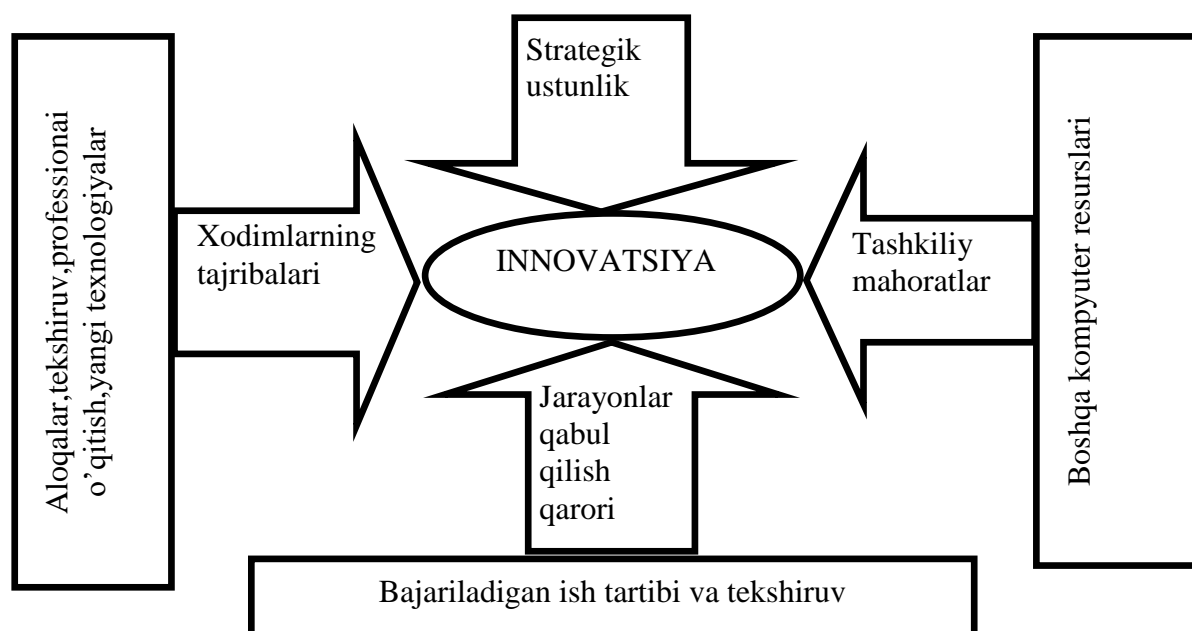 Strategik
ustunlik
Aloqalar,tekshiruv,professionai
o’qitish,yangi texnologiyalar
Xodimlarning
tajribalari
INNOVATSIYA
Tashkiliy
mahoratlar
Boshqa kompyuter resurslari
Jarayonlar
qabul
qilish
qarori
Bajariladigan ish tartibi va tekshiruv